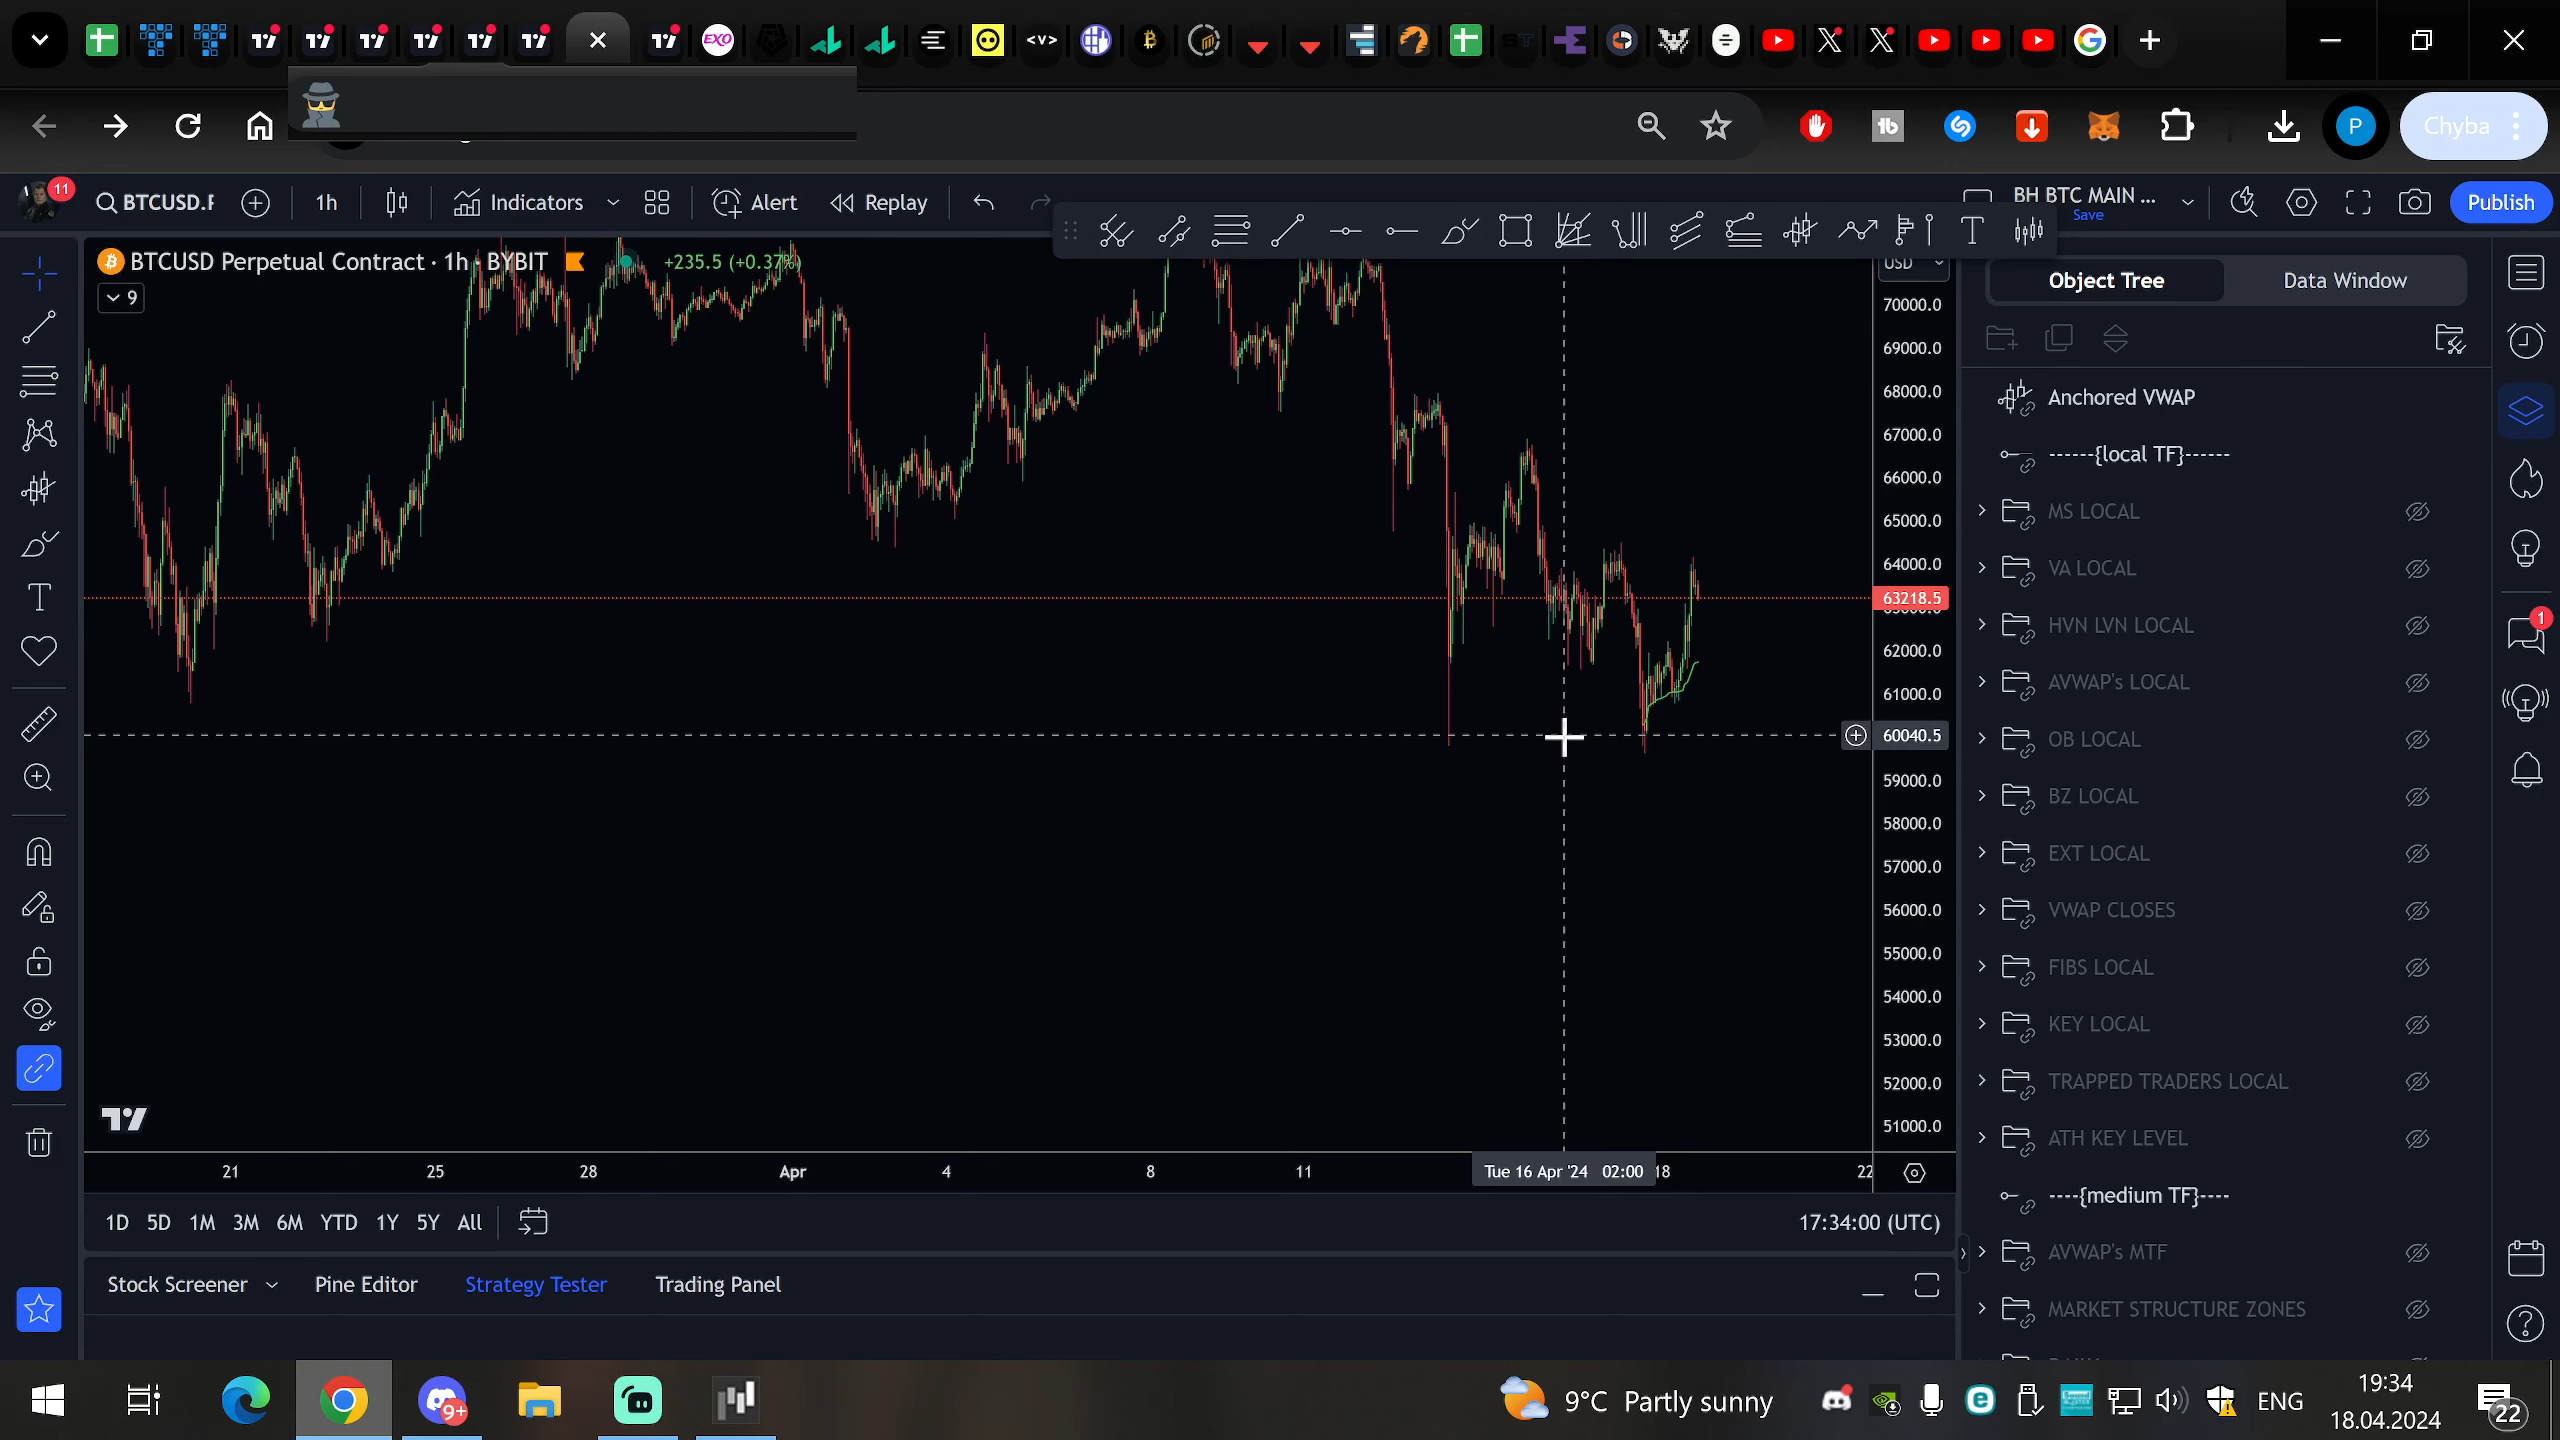 EXO
<v>
Chyba
11
BTCUSD.F
1h
Indicators
Alert
Replay
BH BTC MAIN ...
Save
Publish
BTCUSD Perpetual Contract · 1h · BYBIT
+235.5 (+0.37%)
9
USD
Object Tree
Data Window
70000.0
69000.0
68000.0
67000.0
66000.0
65000.0
64000.0
63218.5
62000.0
61000.0
60040.5
59000.0
58000.0
57000.0
56000.0
55000.0
54000.0
53000.0
52000.0
51000.0
Anchored VWAP
------{local TF}------
MS LOCAL
VA LOCAL
HVN LVN LOCAL
AVWAP's LOCAL
OB LOCAL
BZ LOCAL
EXT LOCAL
VWAP CLOSES
FIBS LOCAL
KEY LOCAL
TRAPPED TRADERS LOCAL
ATH KEY LEVEL
----{medium TF}----
AVWAP's MTF
MARKET STRUCTURE ZONES
1
21
25
28
Apr
4
8
11
Tue 16 Apr '24 02:00
18
22
1D 5D 1M 3M 6M YTD 1Y 5Y All
17:34:00 (UTC)
Stock Screener
Pine Editor
Strategy Tester
Trading Panel
9+
9°C Partly sunny
ENG
19:34
18.04.2024
22